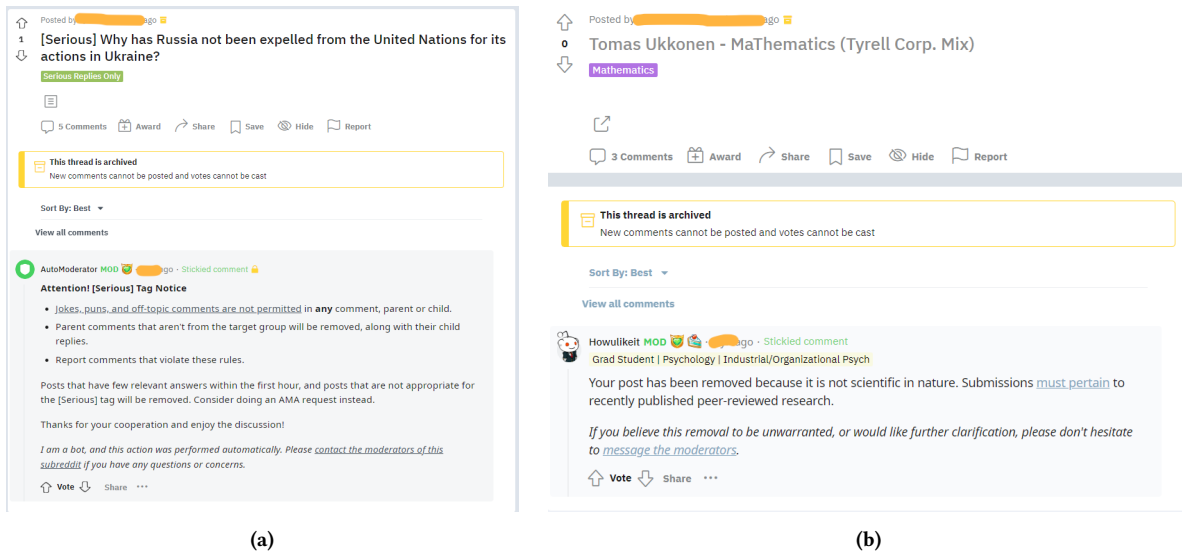 Posted by ago
1
[Serious] Why has Russia not been expelled from the United Nations for its
actions in Ukraine?
Serious Replies Only
5 Comments Award Share Save Hide Report
This thread is archived
New comments cannot be posted and votes cannot be cast
Sort By: Best
View all comments
AutoModerator MOD ago · Stickied comment
Attention! [Serious] Tag Notice
• Jokes, puns, and off-topic comments are not permitted in any comment, parent or child.
• Parent comments that aren't from the target group will be removed, along with their child
replies.
• Report comments that violate these rules.
Posts that have few relevant answers within the first hour, and posts that are not appropriate for
the [Serious] tag will be removed. Consider doing an AMA request instead.
Thanks for your cooperation and enjoy the discussion!
I am a bot, and this action was performed automatically. Please contact the moderators of this
subreddit if you have any questions or concerns.
Vote Share ···
(a)
Posted by ago
0
Tomas Ukkonen - MaThematics (Tyrell Corp. Mix)
Mathematics
3 Comments Award Share Save Hide Report
This thread is archived
New comments cannot be posted and votes cannot be cast
Sort By: Best
View all comments
Howulikeit MOD · ago · Stickied comment
Grad Student | Psychology | Industrial/Organizational Psych
Your post has been removed because it is not scientific in nature. Submissions must pertain to
recently published peer-reviewed research.
If you believe this removal to be unwarranted, or would like further clarification, please don't hesitate
to message the moderators.
Vote Share ···
(b)